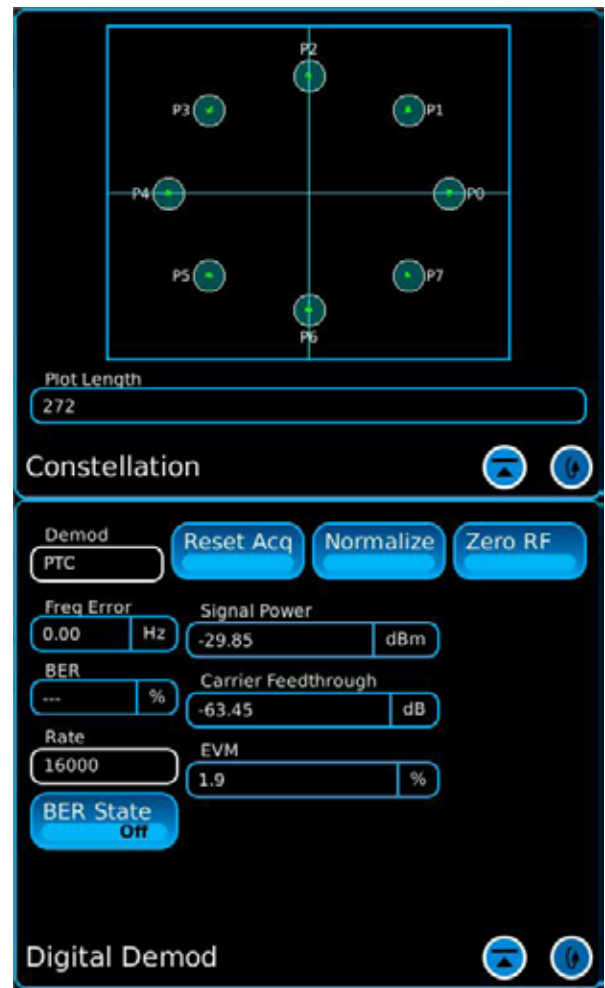 P2
P3
P1
P4
P0
P5
P7
P6
Plot Length
272
Constellation
Demod
PTC
Reset Acq
Normalize
Zero RF
Freq Error
0.00 Hz
Signal Power
-29.85 dBm
BER
--- %
Carrier Feedthrough
-63.45 dB
Rate
16000
EVM
1.9 %
BER State
Off
Digital Demod